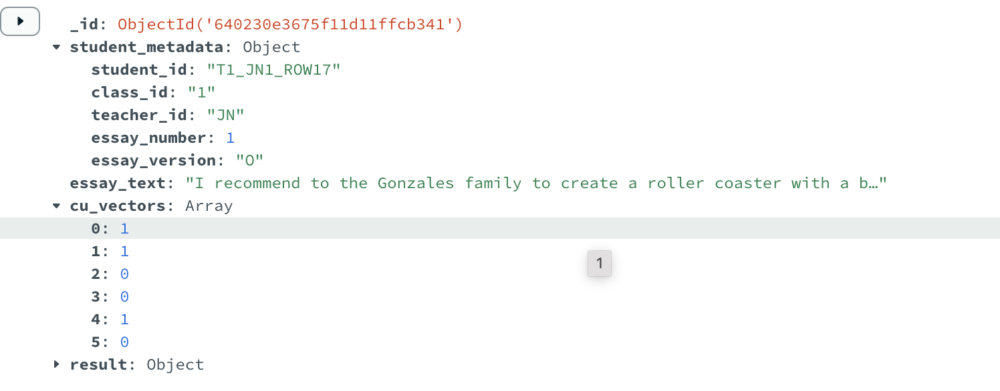 _id: ObjectId('640230e3675f11d11ffcb341')
student_metadata: Object
student_id: "T1_JN1_ROW17"
class_id: "1"
teacher_id: "JN"
essay_number: 1
essay_version: "O"
essay_text: "I recommend to the Gonzales family to create a roller coaster with a b…"
cu_vectors: Array
0: 1
1: 1
1
2: 0
3: 0
4: 1
5: 0
result: Object